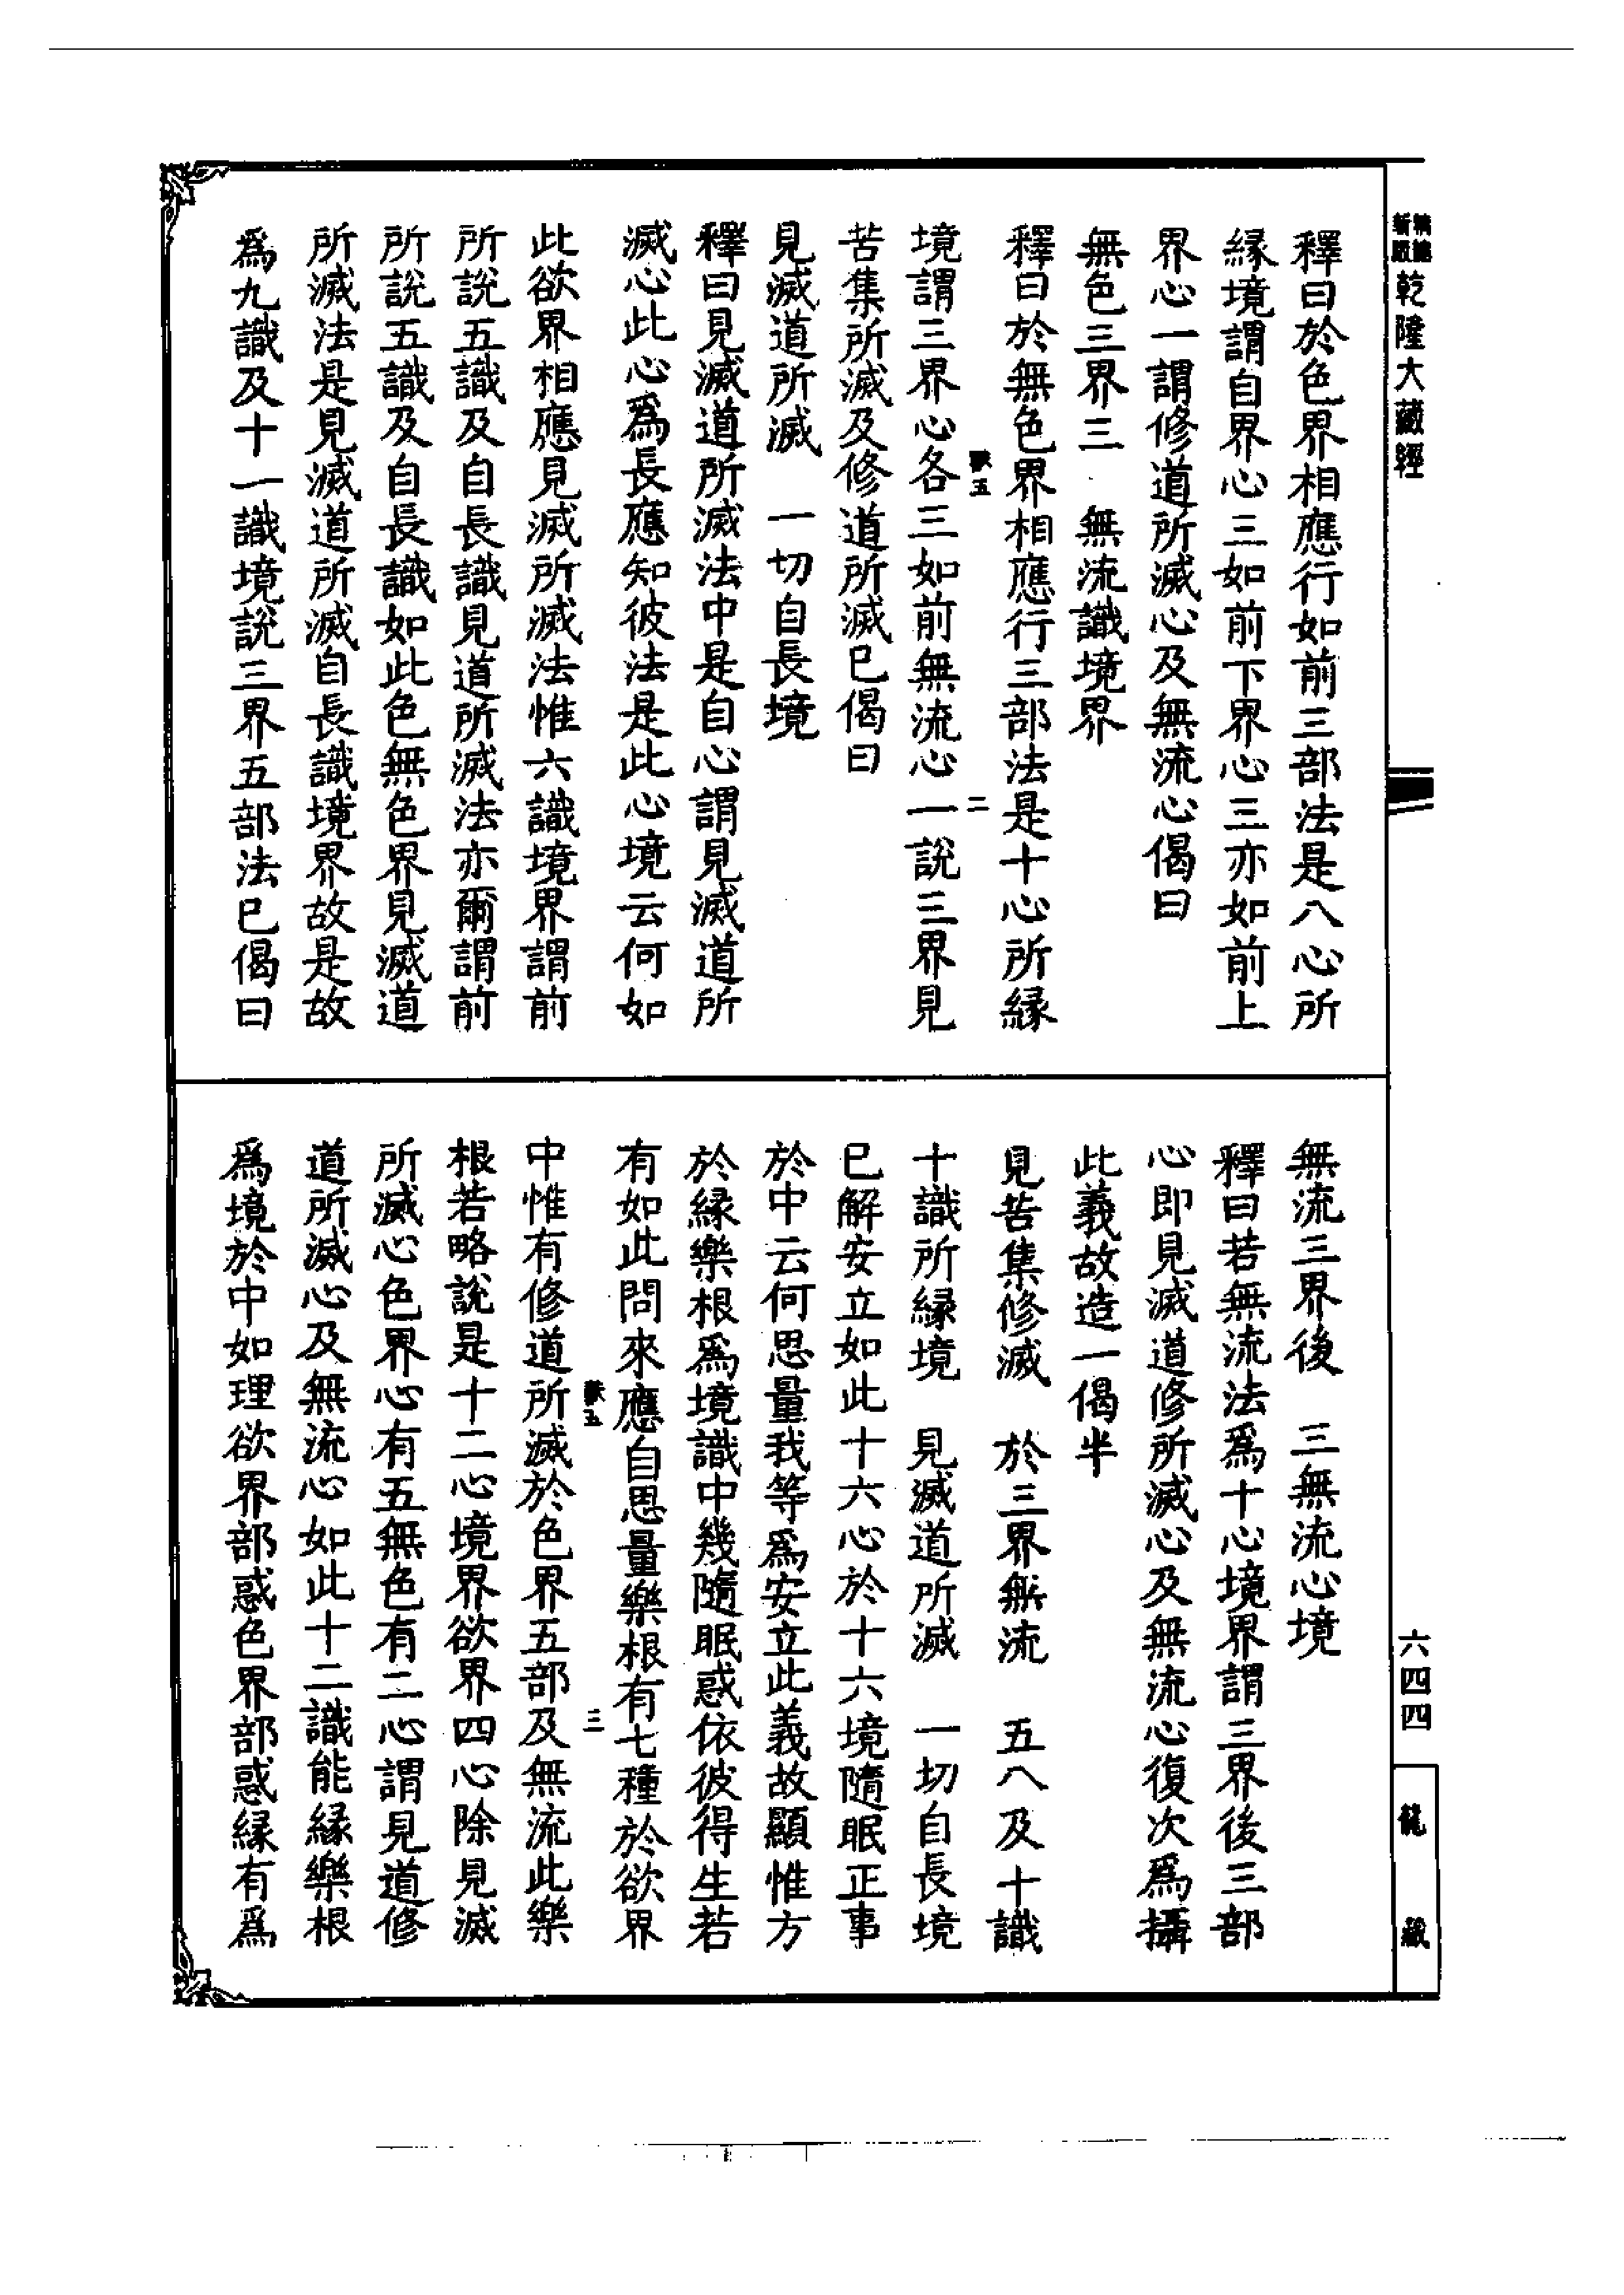 新版
乾隆大藏經
釋曰於色界相應行如前三部法是八心所
緣境謂自界心三如前下界心三亦如前上
界心一謂修道所滅心及無流心偈曰
無色三界三　無流識境界
釋曰於無色界相應行三部法是十心所緣
境謂三界心各三如前無流心一說三界見
苦集所滅及修道所滅已偈曰
見滅道所滅　一切自長境
釋曰見滅道所滅法中是自心謂見滅道所
滅心此心爲長應知彼法是此心境云何如
此欲界相應見滅所滅法惟六識境界謂前
所說五識及自長識見道所滅法亦爾謂前
所說五識及自長識如此色無色界見滅道
所滅法是見滅道所滅自長識境界故是故
爲九識及十一識境說三界五部法已偈曰
二
無流三界後　三無流心境
釋曰若無流法爲十心境界謂三界後三部
心即見滅道修所滅心及無流心復次爲攝
此義故造一偈半
見苦集修滅　於三界無流　五八及十識
十識所緣境　見滅道所滅　一切自長境
已解安立如此十六心於十六境隨眠正事
於中云何思量我等爲安立此義故顯惟方
於緣樂根爲境識中幾隨眠惑依彼得生若
有如此問來應自思量樂根有七種於欲界
中惟有修道所滅於色界五部及無流此樂
根若略說是十二心境界欲界四心除見滅
所滅心色界心有五無色有二心謂見道修
道所滅心及無流心如此十二識能緣樂根
爲境於中如理欲界部惑色界部惑緣有爲
三
六四四
龍
藏